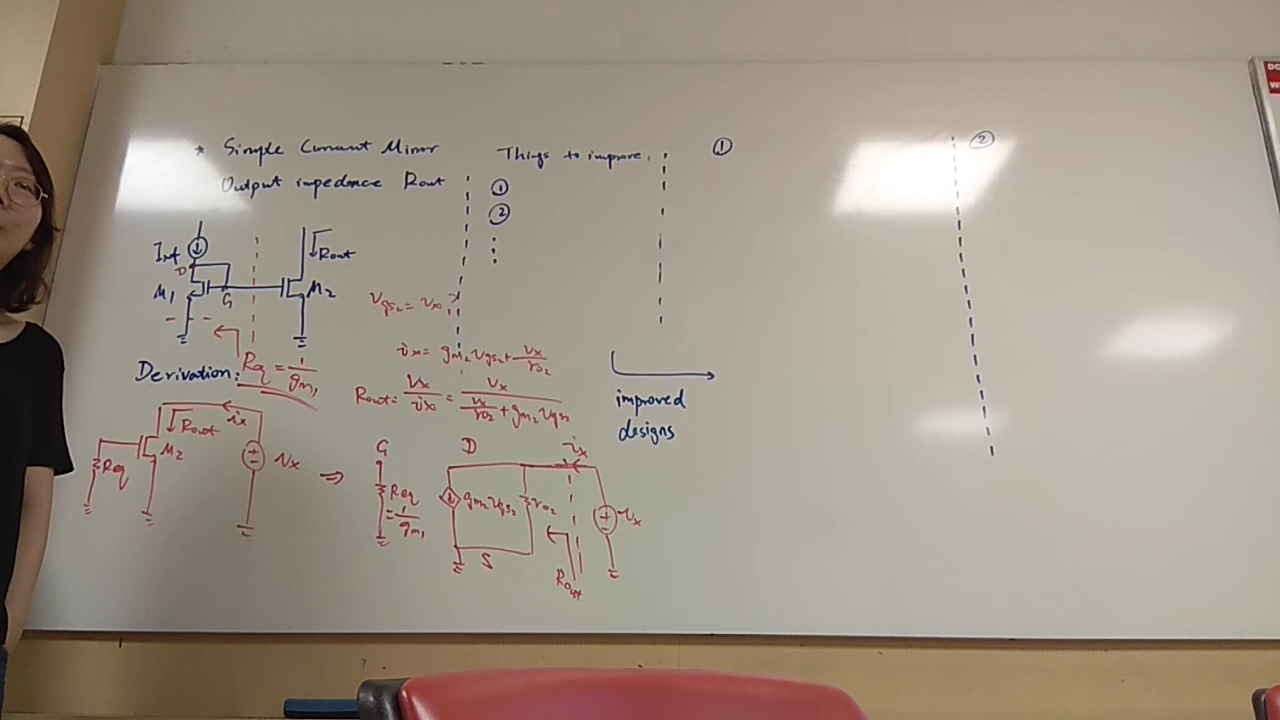 * Simple Current Mirror
Output impedance Rout
Iref
D
M1
G
M2
Rout
Req = 1/gm1
Derivation:
Req
Rout
M2
ix
Vx
⇒
Things to improve.
①
②
⋮
Vgs2 = Vx ?
ix = gm2 Vgs2 + Vx/ro2
Rout = Vx/ix = Vx/(Vx/ro2 + gm2 Vgs2)
G
Req = 1/gm1
D
gm2 Vgs2
ro2
S
ix
Vx
Rout
improved
designs
①
②